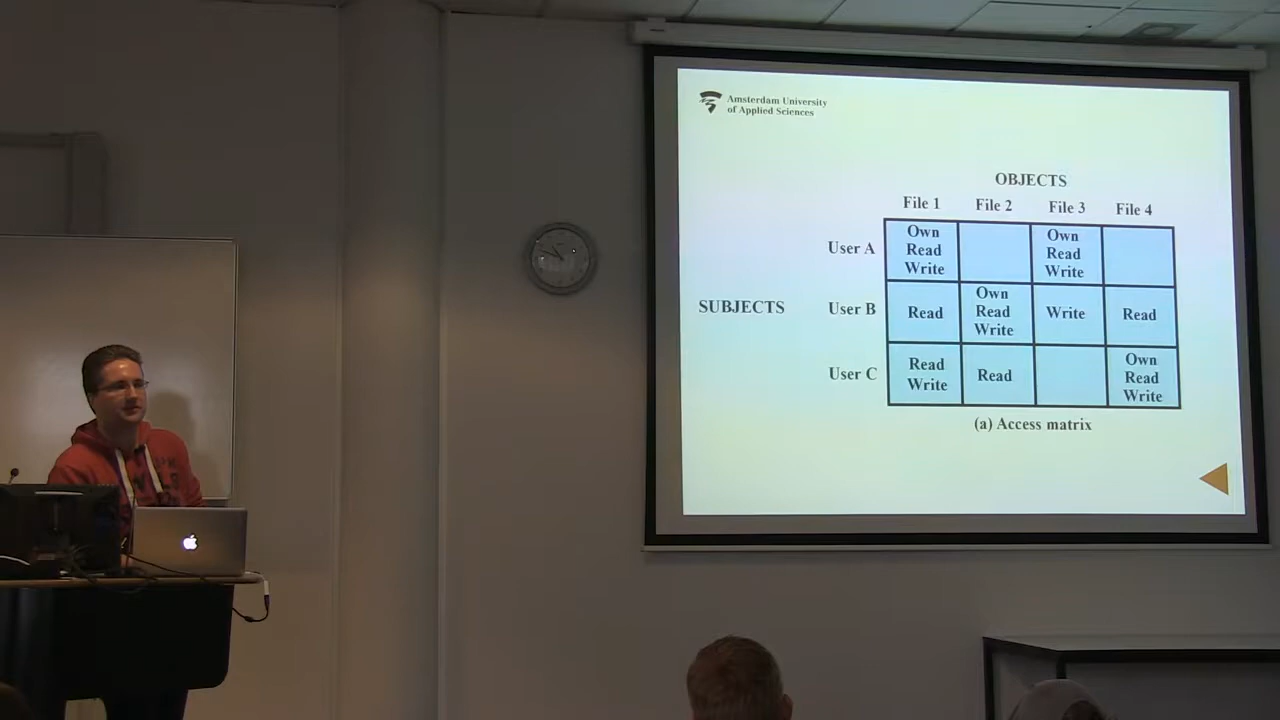 Amsterdam University
of Applied Sciences
OBJECTS
File 1 File 2 File 3 File 4
User A
Own
Read
Write
Own
Read
Write
SUBJECTS
User B
Read
Own
Read
Write
Write
Read
User C
Read
Write
Read
Own
Read
Write
(a) Access matrix